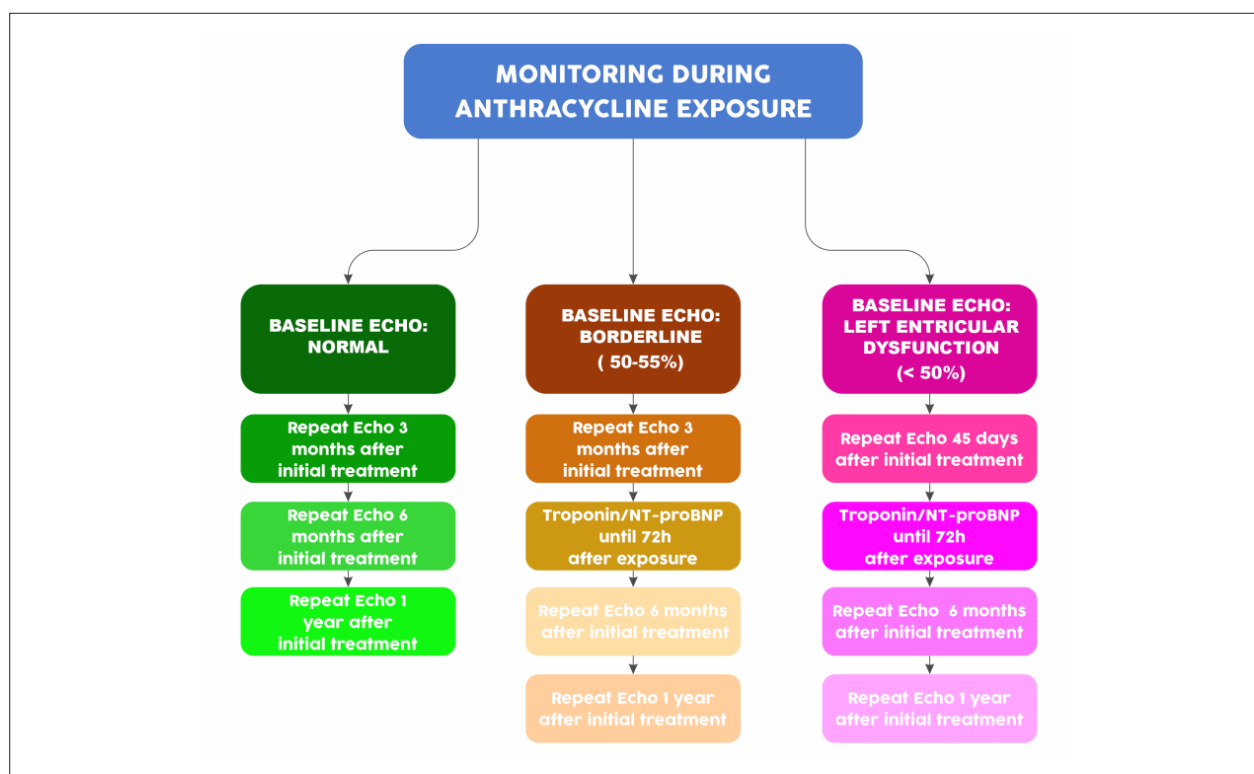 MONITORING DURING
ANTHRACYCLINE EXPOSURE
BASELINE ECHO:
NORMAL
Repeat Echo 3
months after
initial treatment
Repeat Echo 6
months after
initial treatment
Repeat Echo 1
year after
initial treatment
BASELINE ECHO:
BORDERLINE
( 50-55%)
Repeat Echo 3
months after
initial treatment
Troponin/NT-proBNP
until 72h
after exposure
Repeat Echo 6 months
after initial treatment
Repeat Echo 1 year
after initial treatment
BASELINE ECHO:
LEFT ENTRICULAR
DYSFUNCTION
(< 50%)
Repeat Echo 45 days
after initial treatment
Troponin/NT-proBNP
until 72h
after exposure
Repeat Echo 6 months
after initial treatment
Repeat Echo 1 year
after initial treatment